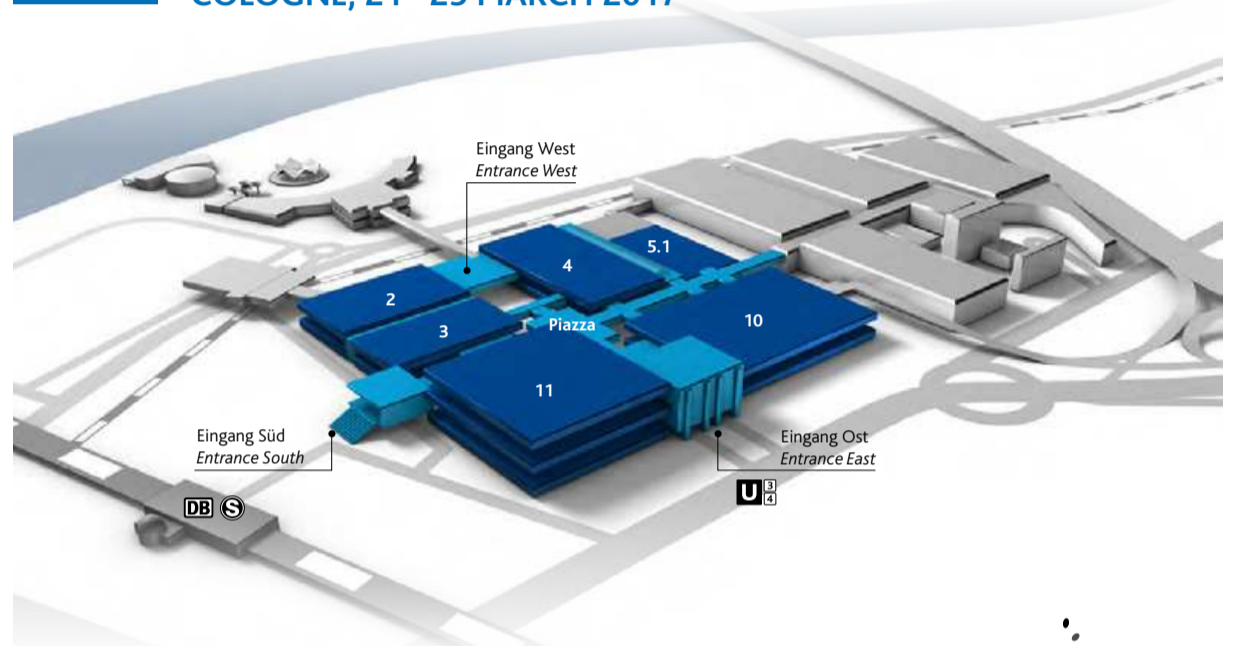 Eingang West
Entrance West
5.1
4
2
3
Piazza
10
11
Eingang Süd
Entrance South
Eingang Ost
Entrance East
DB S
U 3
4